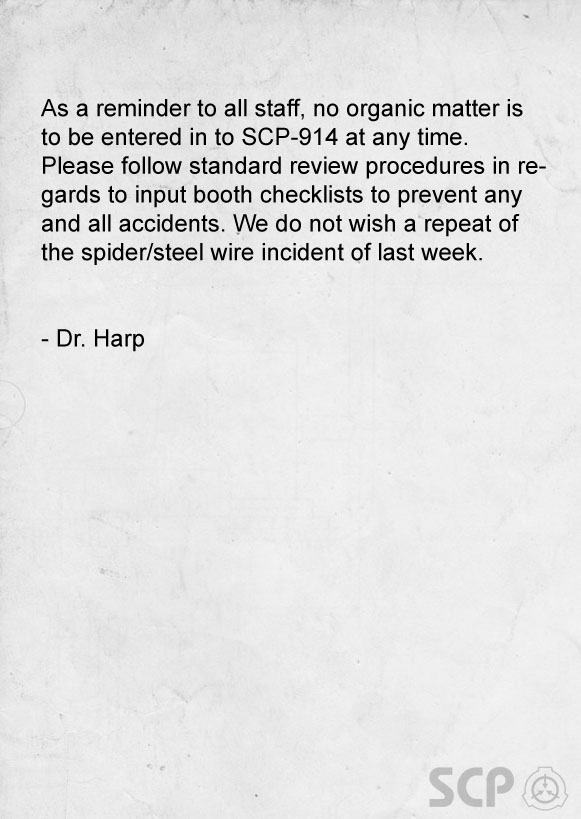 As a reminder to all staff, no organic matter is
to be entered in to SCP-914 at any time.
Please follow standard review procedures in re-
gards to input booth checklists to prevent any
and all accidents. We do not wish a repeat of
the spider/steel wire incident of last week.
- Dr. Harp
SCP